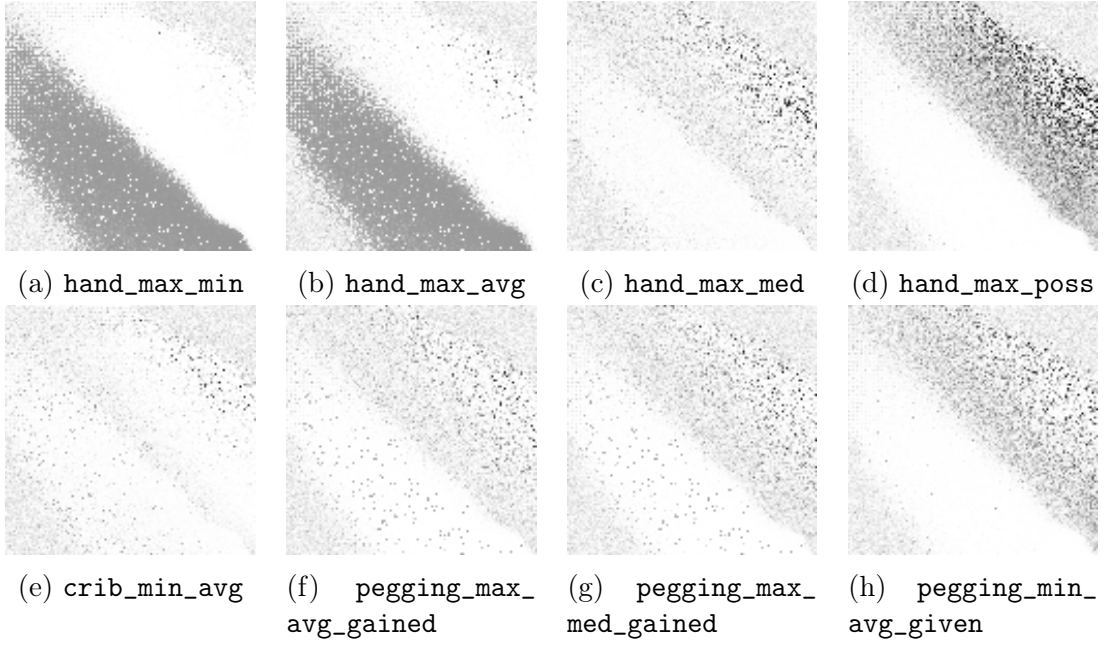 (a) hand_max_min
(b) hand_max_avg
(c) hand_max_med
(d) hand_max_poss
(e) crib_min_avg
(f) pegging_max_
avg_gained
(g) pegging_max_
med_gained
(h) pegging_min_
avg_given